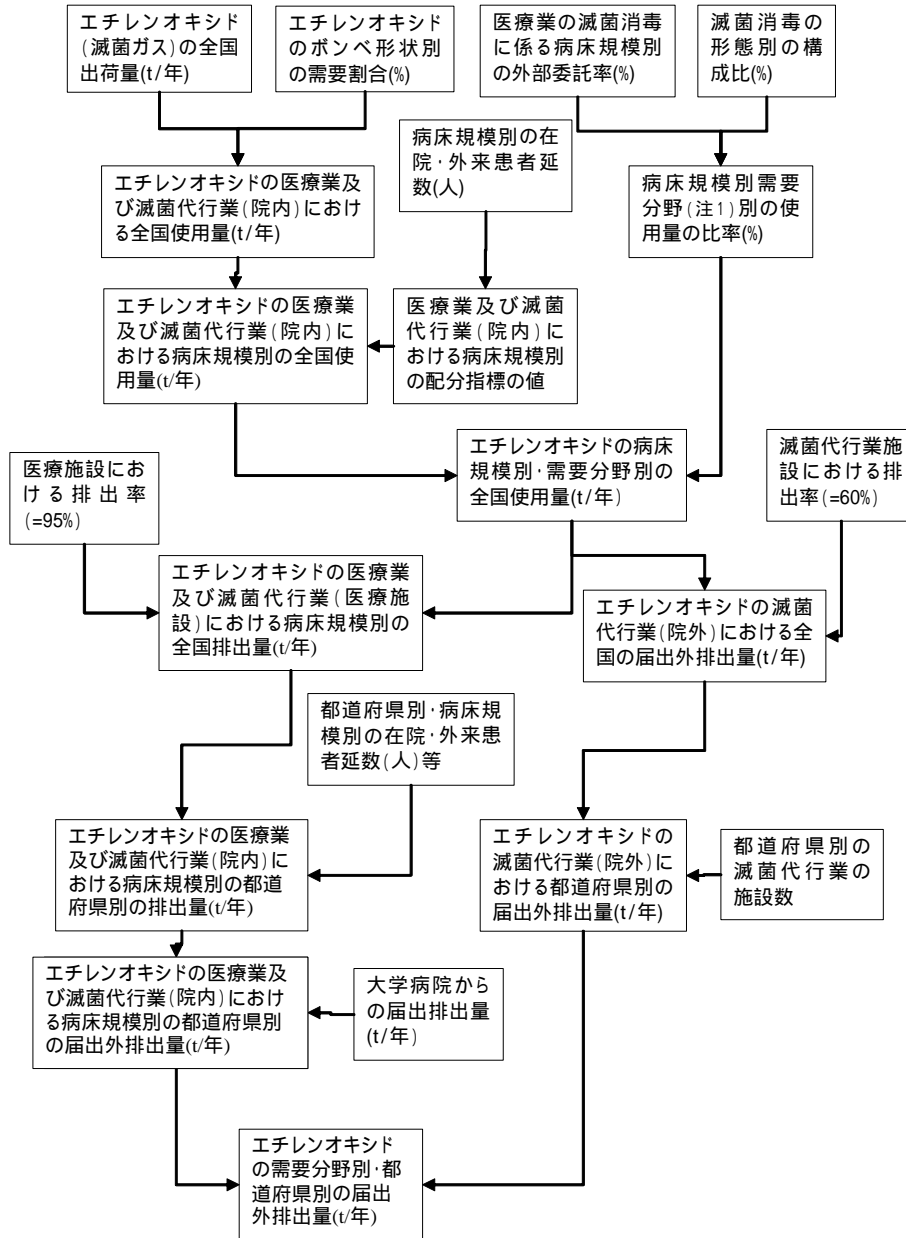 エチレンオキシド
(滅菌ガス)の全国
出荷量(t/年)
エチレンオキシド
のボンベ形状別
の需要割合(%)
医療業の滅菌消毒
に係る病床規模別
の外部委託率(%)
滅菌消毒の
形態別の構
成比(%)
エチレンオキシドの医療業及
び滅菌代行業(院内)におけ
る全国使用量(t/年)
病床規模別の在
院・外来患者延
数(人)
病床規模別需要
分野(注1)別の使
用量の比率(%)
エチレンオキシドの医療業
及び滅菌代行業(院内)に
おける病床規模別の全国使
用量(t/年)
医療業及び滅菌
代行業(院内)に
おける病床規模別
の配分指標の値
医療施設にお
ける排出率
(=95%)
エチレンオキシドの病床
規模別・需要分野別の
全国使用量(t/年)
滅菌代行業施
設における排
出率(=60%)
エチレンオキシドの医療業
及び滅菌代行業(医療施
設)における病床規模別の
全国排出量(t/年)
エチレンオキシドの滅菌
代行業(院外)における全
国の届出外排出量(t/年)
都道府県別・病床規
模別の在院・外来患
者延数(人)等
エチレンオキシドの医療業
及び滅菌代行業(院内)に
おける病床規模別の都道
府県別の排出量(t/年)
エチレンオキシドの
滅菌代行業(院外)に
おける都道府県別の
届出外排出量(t/年)
都道府県別の
滅菌代行業の
施設数
エチレンオキシドの医療業及
び滅菌代行業(院内)におけ
る病床規模別の都道府県別
の届出外排出量(t/年)
大学病院から
の届出排出量
(t/年)
エチレンオキシド
の需要分野別・都
道府県別の届出
外排出量(t/年)